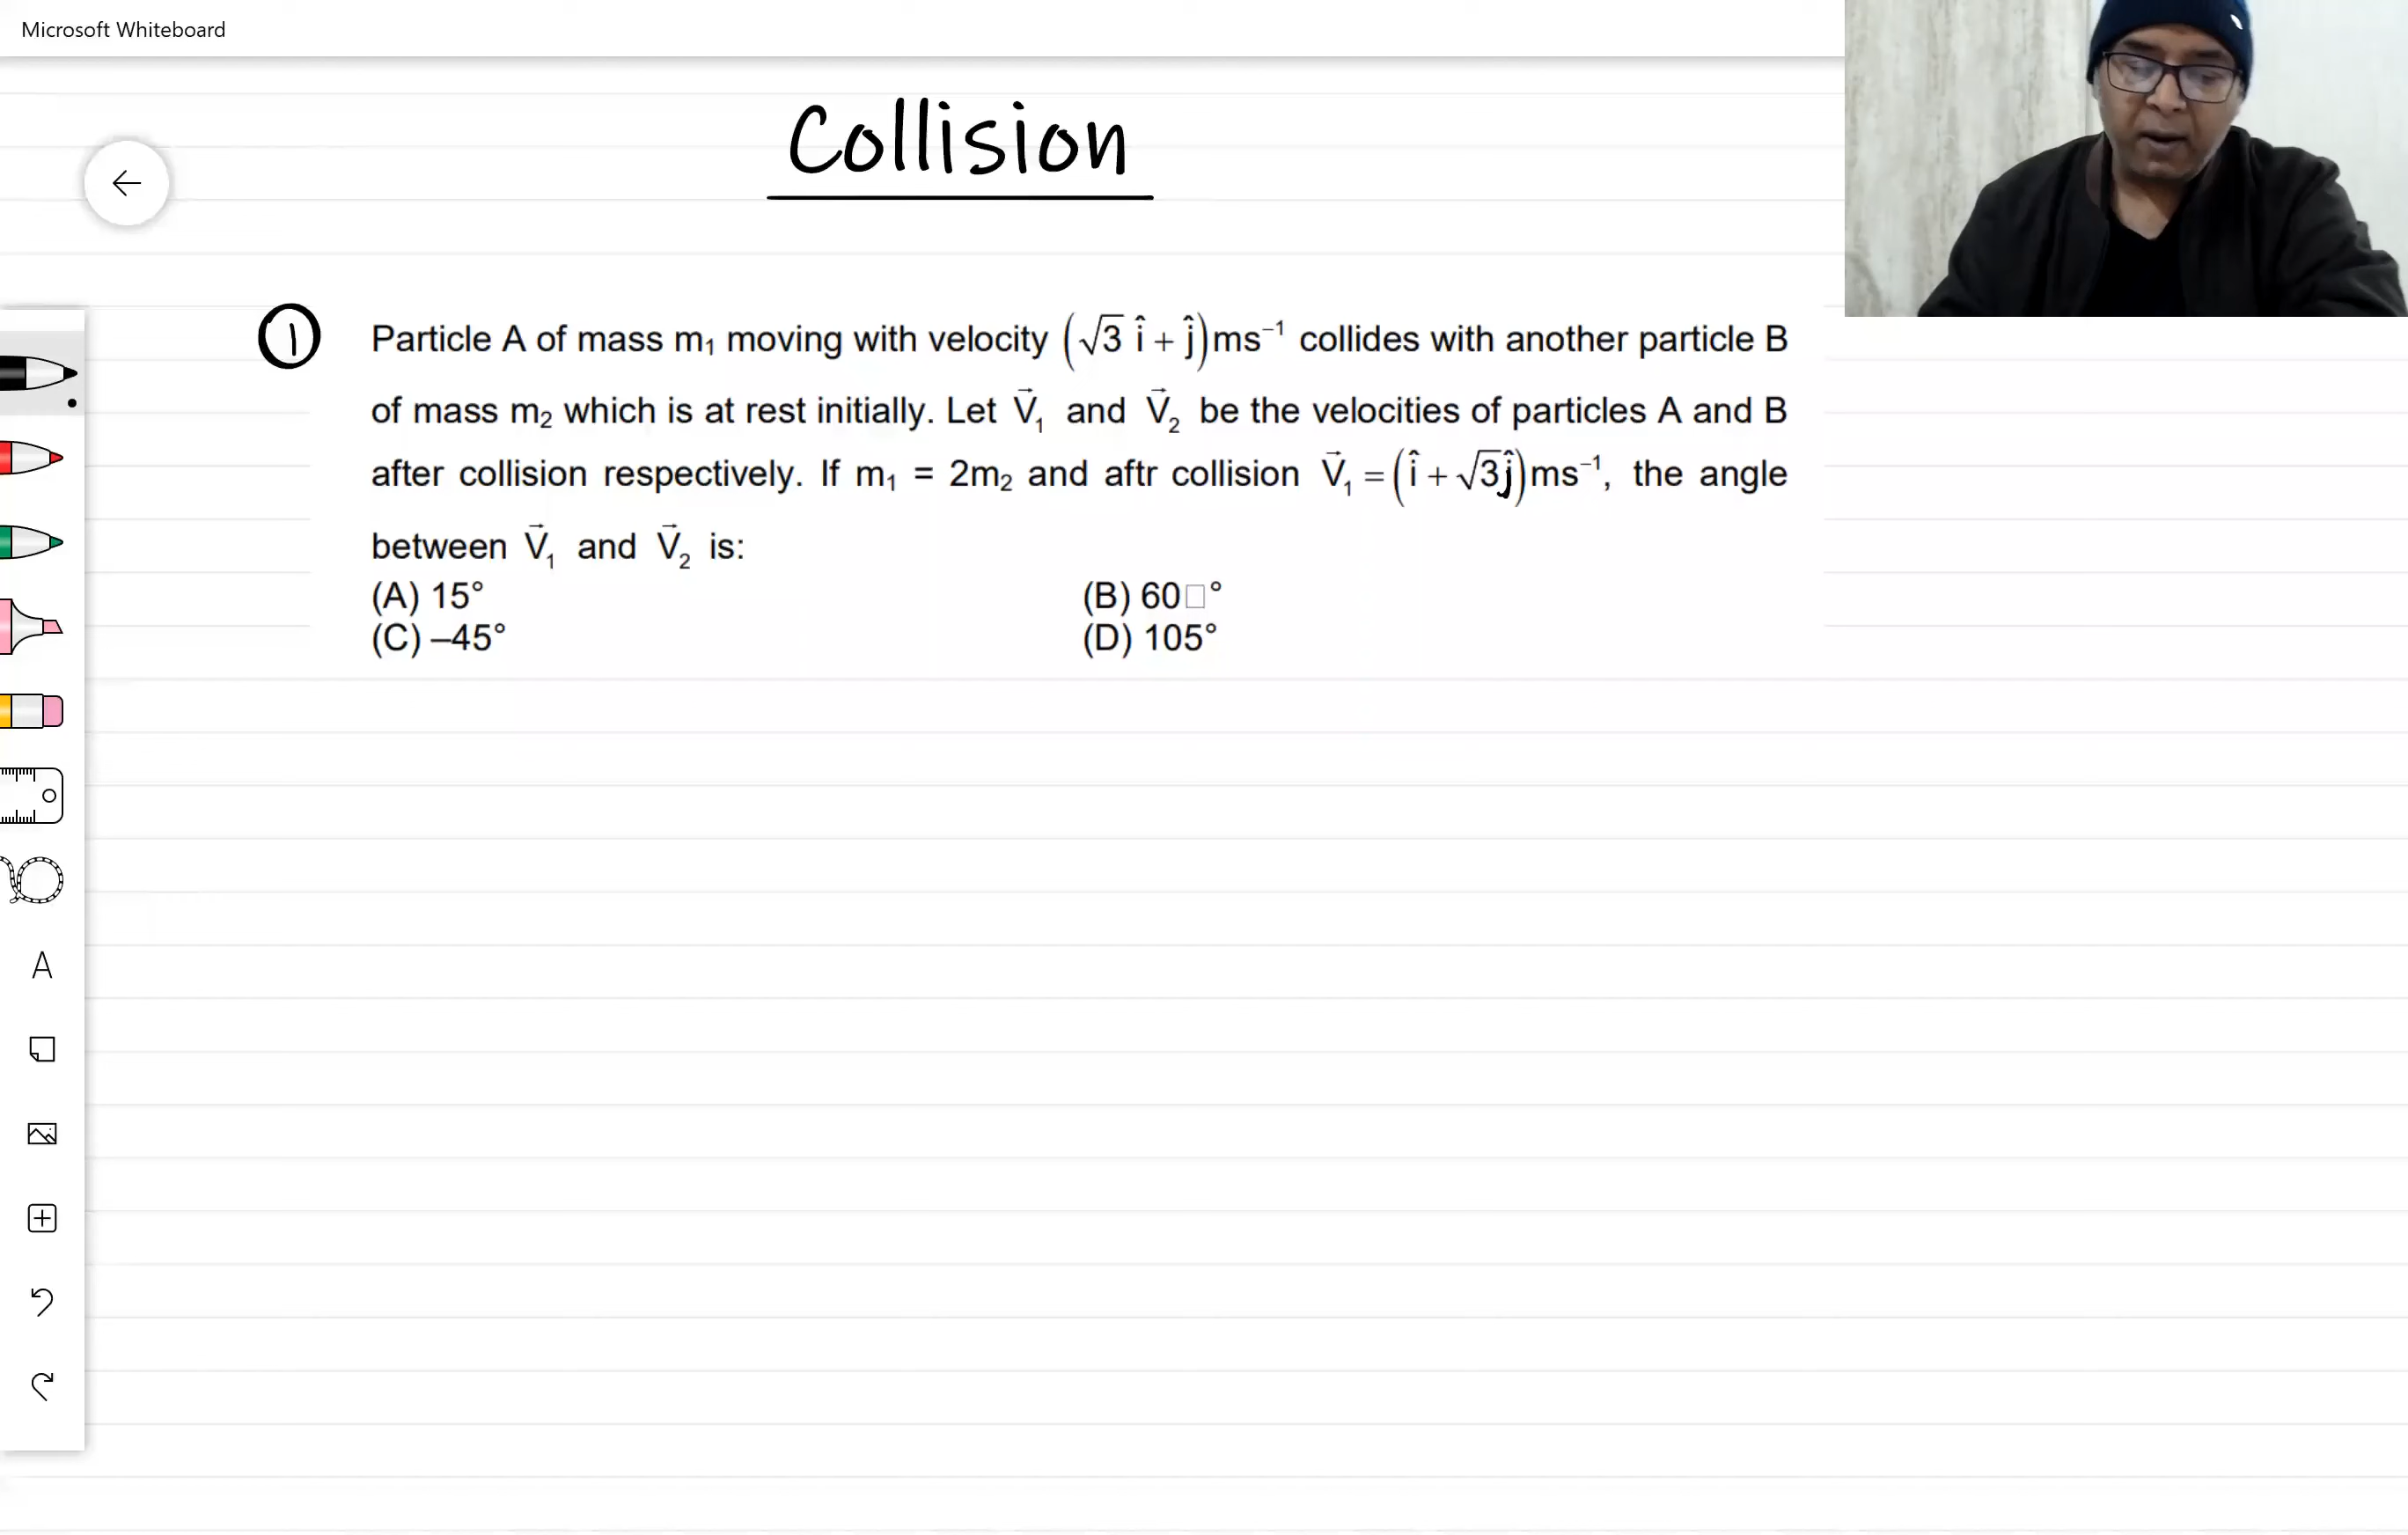 Microsoft Whiteboard
Collision
① Particle A of mass m₁ moving with velocity (√3 î + ĵ) ms⁻¹ collides with another particle B
of mass m₂ which is at rest initially. Let V⃗₁ and V⃗₂ be the velocities of particles A and B
after collision respectively. If m₁ = 2m₂ and aftr collision V⃗₁ = (î + √3ĵ) ms⁻¹, the angle
between V⃗₁ and V⃗₂ is:
(A) 15° (B) 60□°
(C) –45° (D) 105°
A